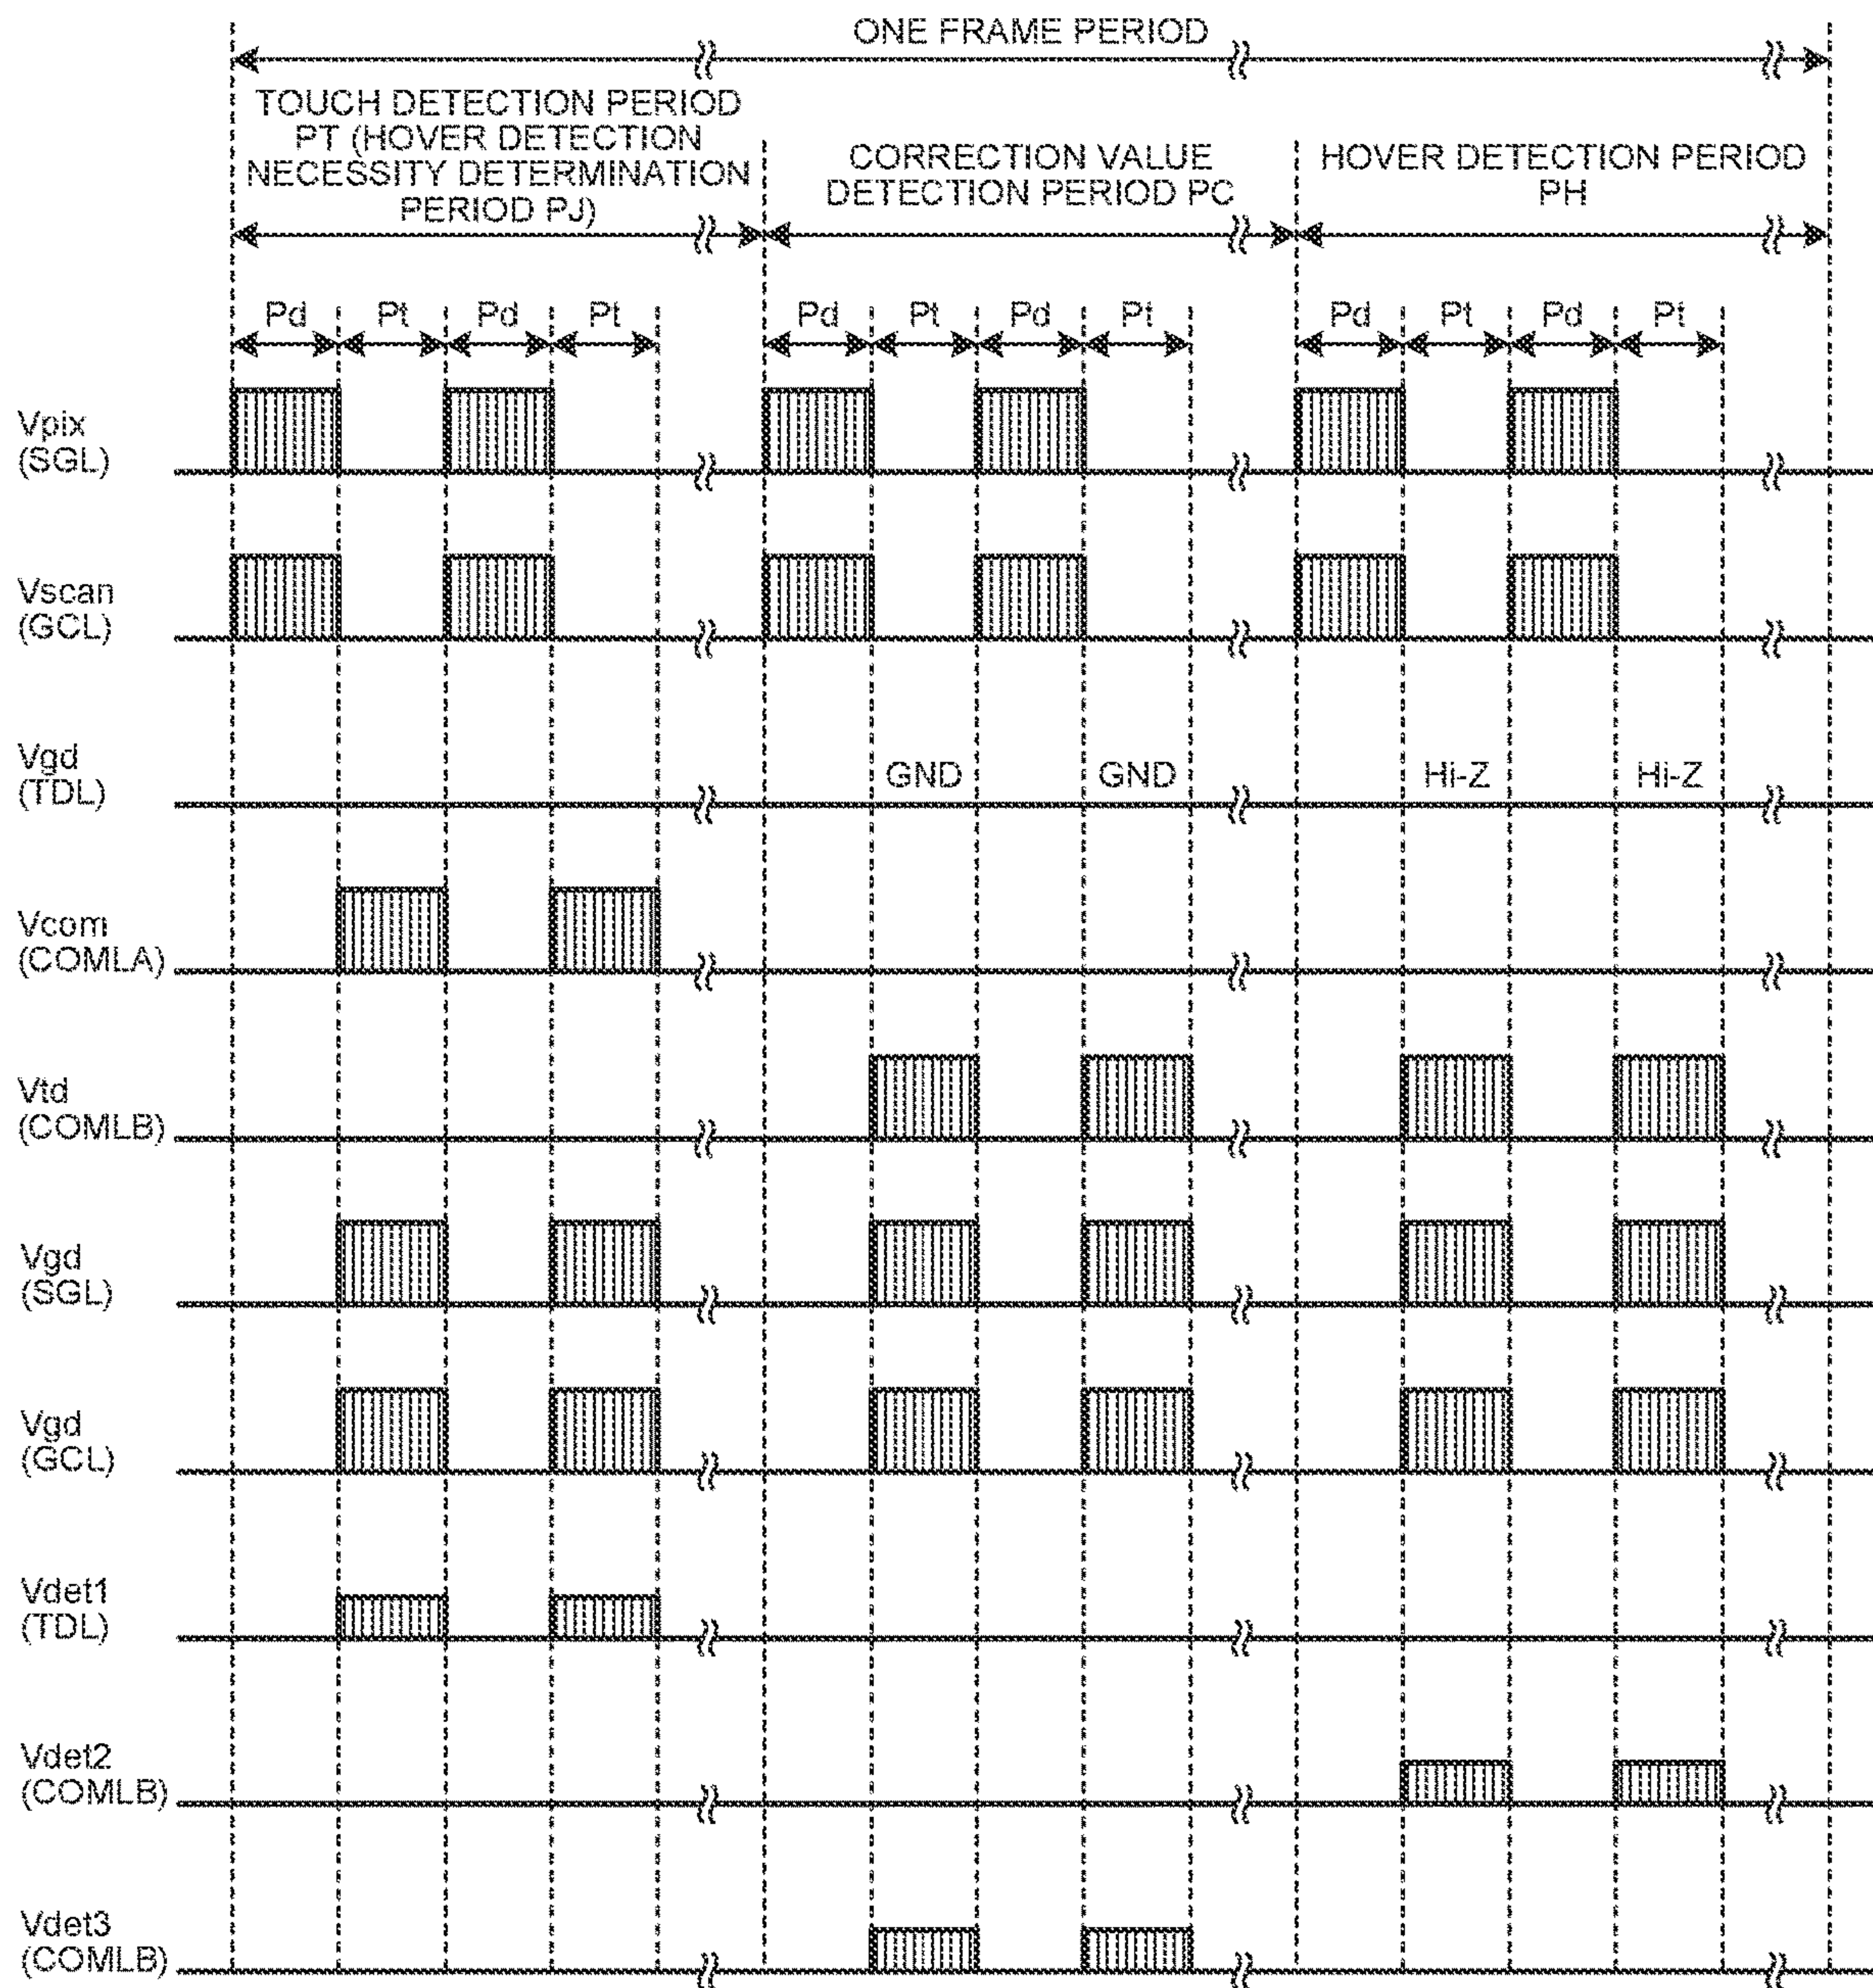 ONE FRAME PERIOD
TOUCH DETECTION PERIOD
PT (HOVER DETECTION
NECESSITY DETERMINATION
PERIOD PJ)
CORRECTION VALUE
DETECTION PERIOD PC
HOVER DETECTION PERIOD
PH
Pd Pt Pd Pt Pd Pt Pd Pt Pd Pt Pd Pt
Vpix
(SGL)
Vscan
(GCL)
Vgd
(TDL)
GND GND Hi-Z Hi-Z
Vcom
(COMLA)
Vtd
(COMLB)
Vgd
(SGL)
Vgd
(GCL)
Vdet1
(TDL)
Vdet2
(COMLB)
Vdet3
(COMLB)